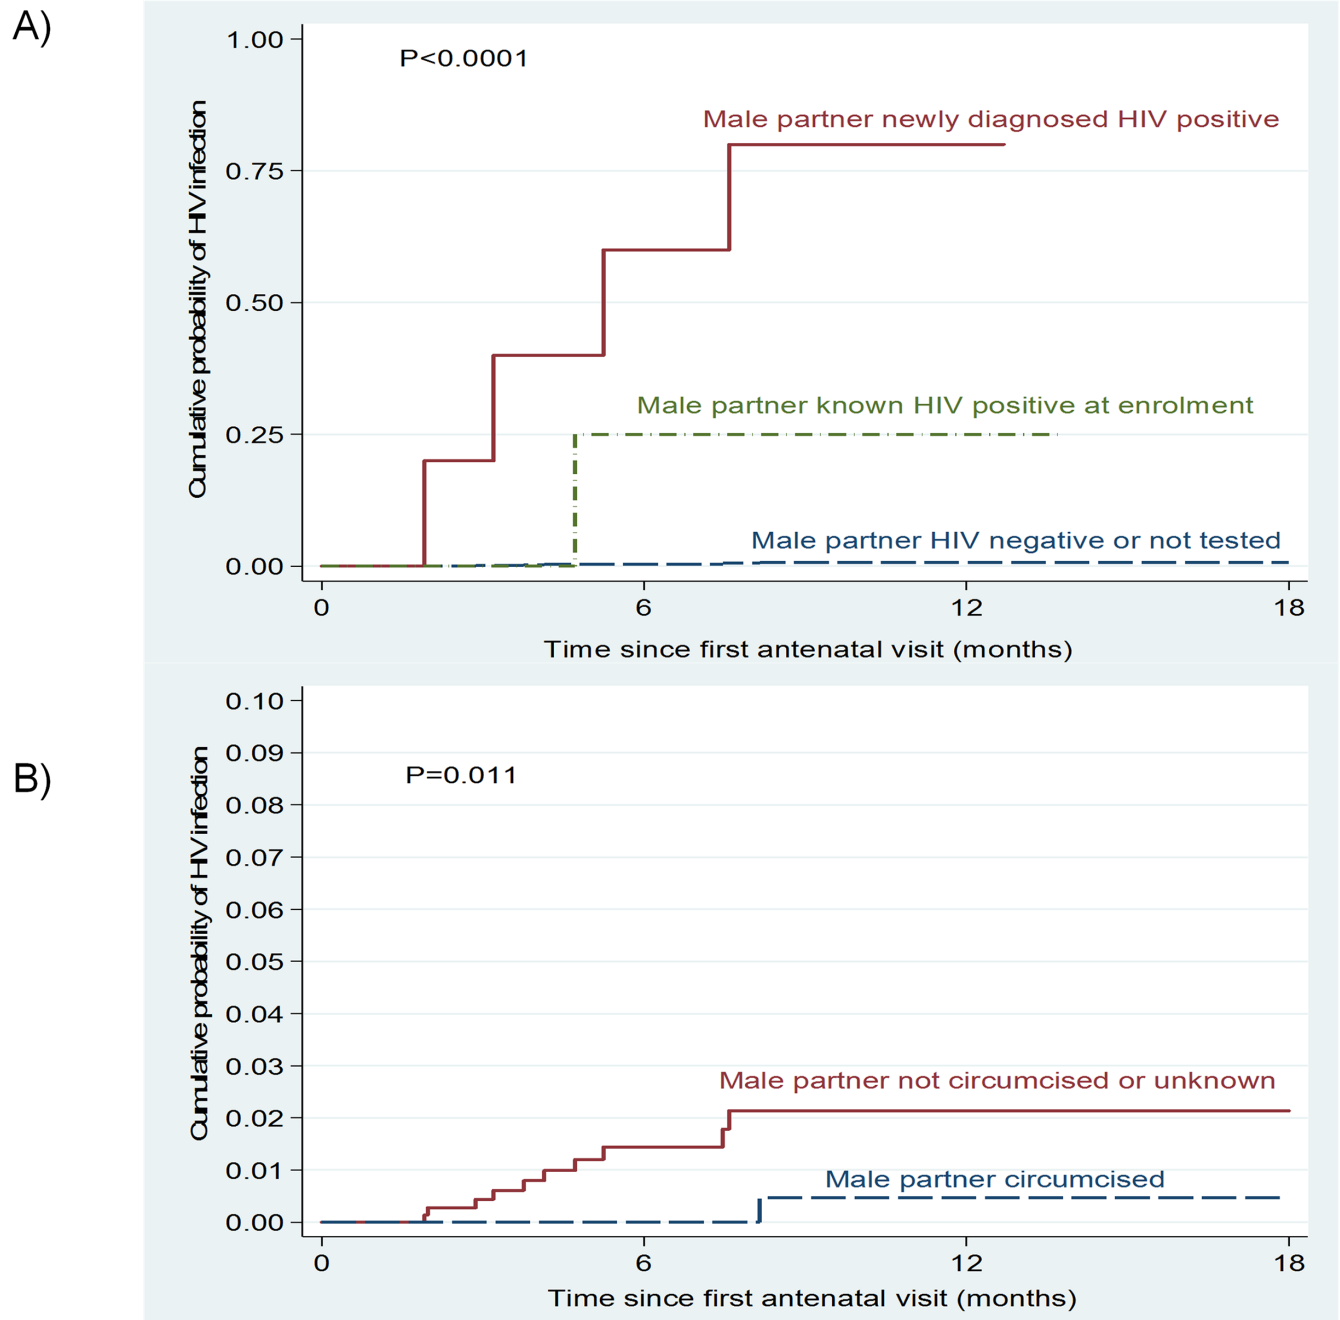 A)
P<0.0001
Male partner newly diagnosed HIV positive
Male partner known HIV positive at enrolment
Male partner HIV negative or not tested
Cumulative probability of HIV infection
1.00
0.75
0.50
0.25
0.00
0
6
12
18
Time since first antenatal visit (months)
B)
P=0.011
Male partner not circumcised or unknown
Male partner circumcised
Cumulative probability of HIV infection
0.10
0.09
0.08
0.07
0.06
0.05
0.04
0.03
0.02
0.01
0.00
0
6
12
18
Time since first antenatal visit (months)